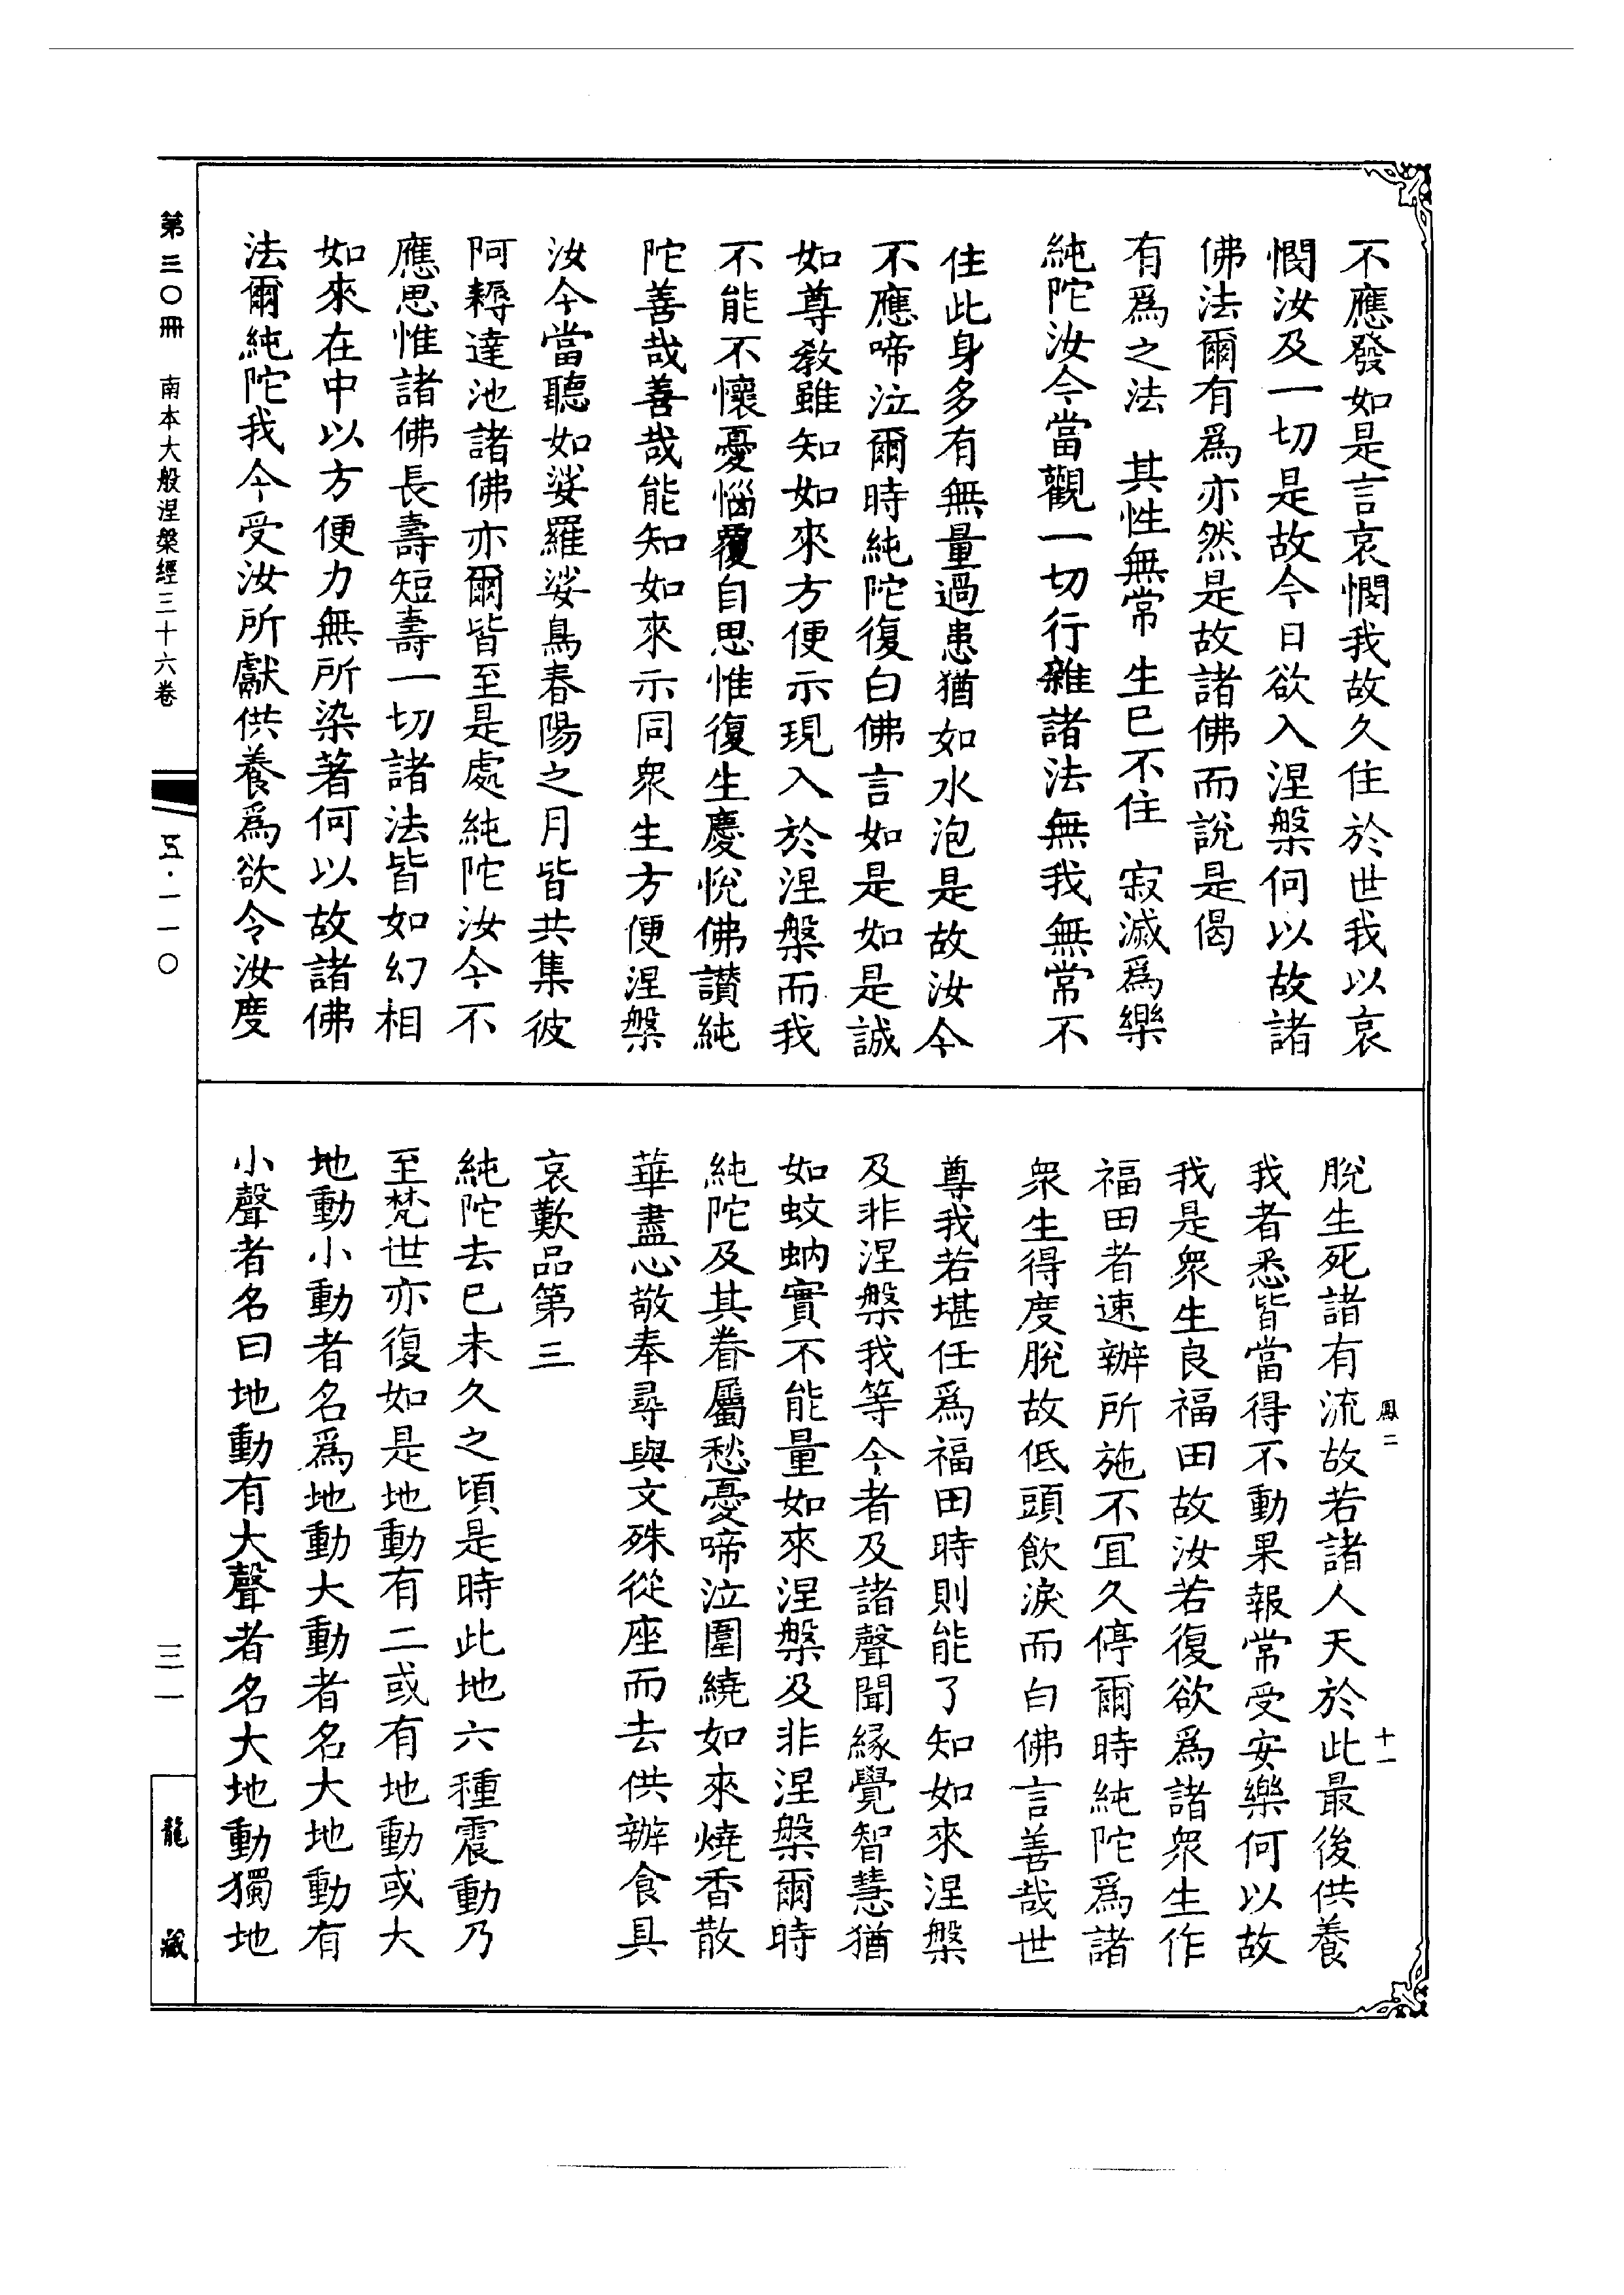 不應發如是言哀憫我故久住於世我以哀
憫汝及一切是故今日欲入涅槃何以故諸
佛法爾有爲亦然是故諸佛而說是偈
有爲之法　其性無常　生已不住　寂滅爲樂
純陀汝今當觀一切行雜諸法無我無常不
住此身多有無量過患猶如水泡是故汝今
不應啼泣爾時純陀復白佛言如是如是誠
如尊教雖知如來方便示現入於涅槃而我
不能不懷憂惱覆自思惟復生慶悅佛讚純
陀善哉善哉能知如來示同衆生方便涅槃
汝今當聽如娑羅娑鳥春陽之月皆共集彼
阿耨達池諸佛亦爾皆至是處純陀汝今不
應思惟諸佛長壽短壽一切諸法皆如幻相
如來在中以方便力無所染著何以故諸佛
法爾純陀我今受汝所獻供養爲欲令汝度
脫生死諸有流故若諸人天於此最後供養
我者悉皆當得不動果報常受安樂何以故
我是衆生良福田故汝若復欲爲諸衆生作
福田者速辦所施不宜久停爾時純陀爲諸
衆生得度脫故低頭飲淚而白佛言善哉世
尊我若堪任爲福田時則能了知如來涅槃
及非涅槃我等今者及諸聲聞緣覺智慧猶
如蚊蚋實不能量如來涅槃及非涅槃爾時
純陀及其眷屬愁憂啼泣圍繞如來燒香散
華盡心敬奉尋與文殊從座而去供辦食具
哀歎品第三
純陀去已未久之頃是時此地六種震動乃
至梵世亦復如是地動有二或有地動或大
地動小動者名爲地動大動者名大地動有
小聲者名曰地動有大聲者名大地動獨地
鳳二
十一
第三〇冊　南本大般涅槃經三十六卷
五·一一〇
三一
龍藏